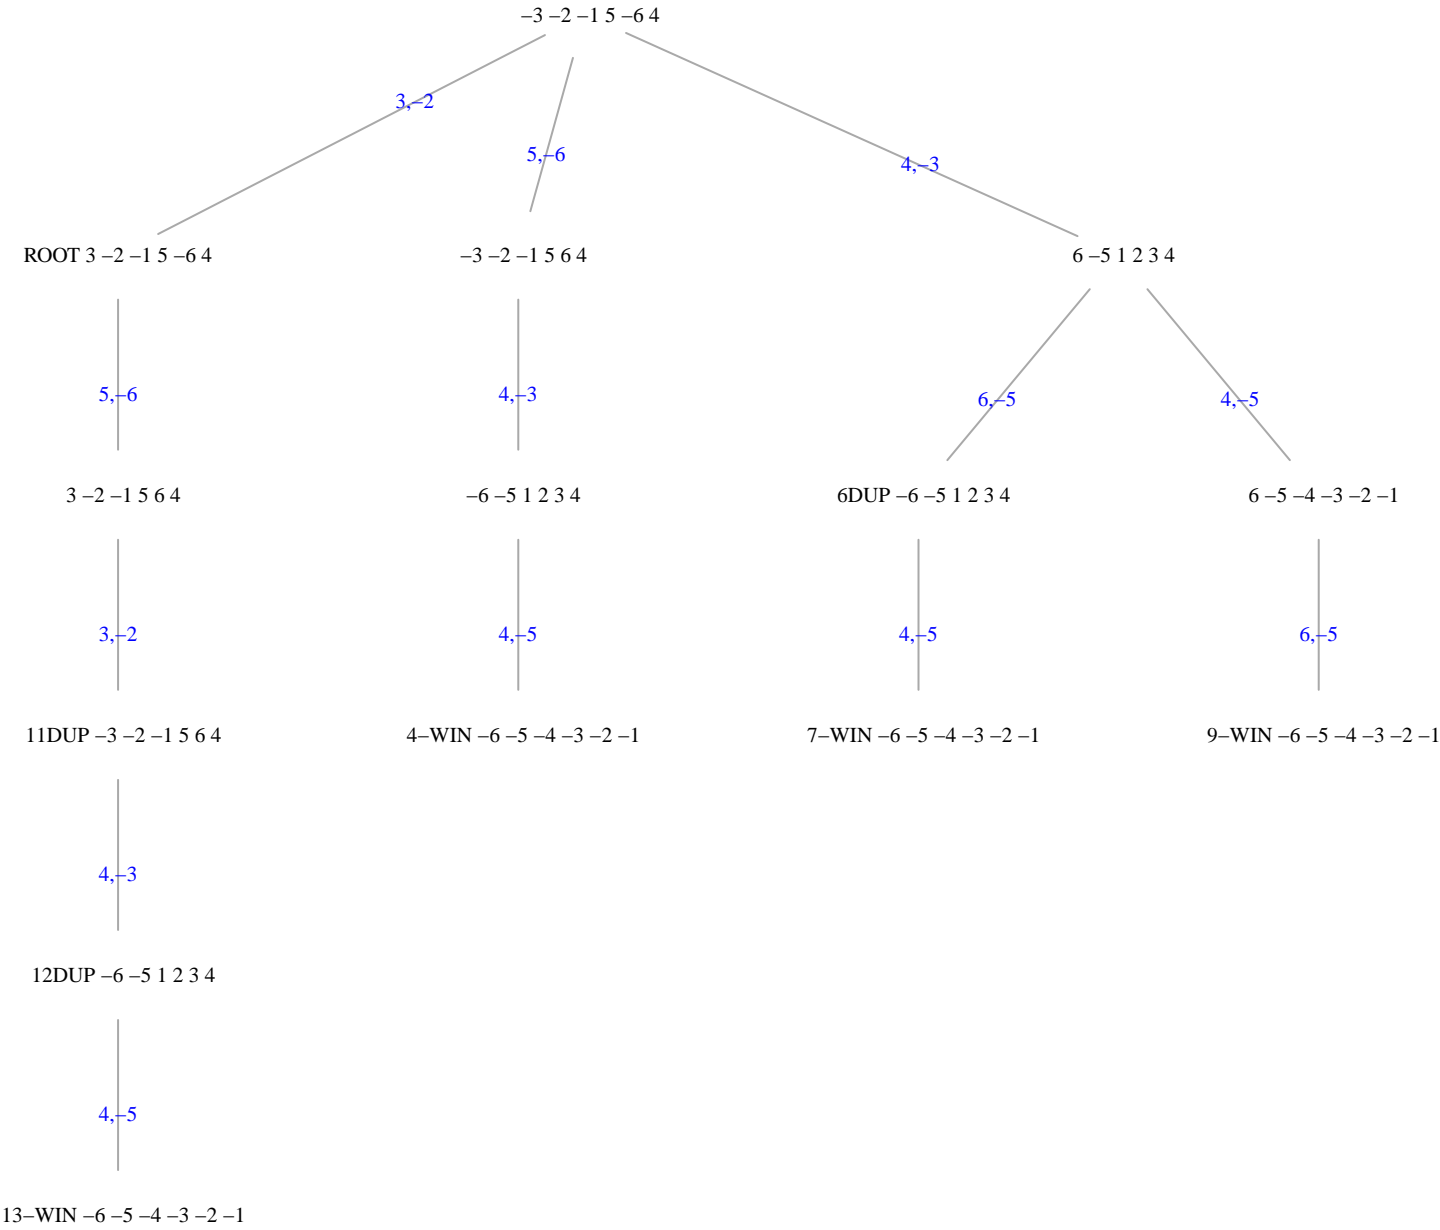 –3 –2 –1 5 –6 4
3,–2
5,–6
4,–3
ROOT 3 –2 –1 5 –6 4
–3 –2 –1 5 6 4
6 –5 1 2 3 4
5,–6
4,–3
6,–5
4,–5
3 –2 –1 5 6 4
–6 –5 1 2 3 4
6DUP –6 –5 1 2 3 4
6 –5 –4 –3 –2 –1
3,–2
4,–5
4,–5
6,–5
11DUP –3 –2 –1 5 6 4
4–WIN –6 –5 –4 –3 –2 –1
7–WIN –6 –5 –4 –3 –2 –1
9–WIN –6 –5 –4 –3 –2 –1
4,–3
12DUP –6 –5 1 2 3 4
4,–5
13–WIN –6 –5 –4 –3 –2 –1